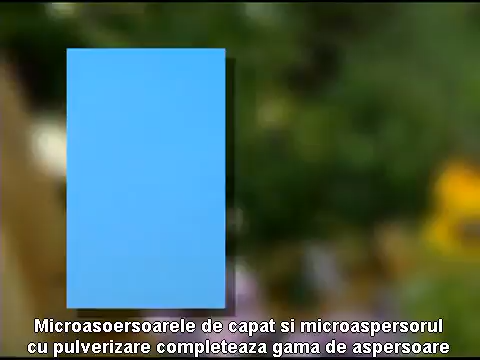 Microasoersoarele de capat si microaspersorul
cu pulverizare completeaza gama de aspersoare